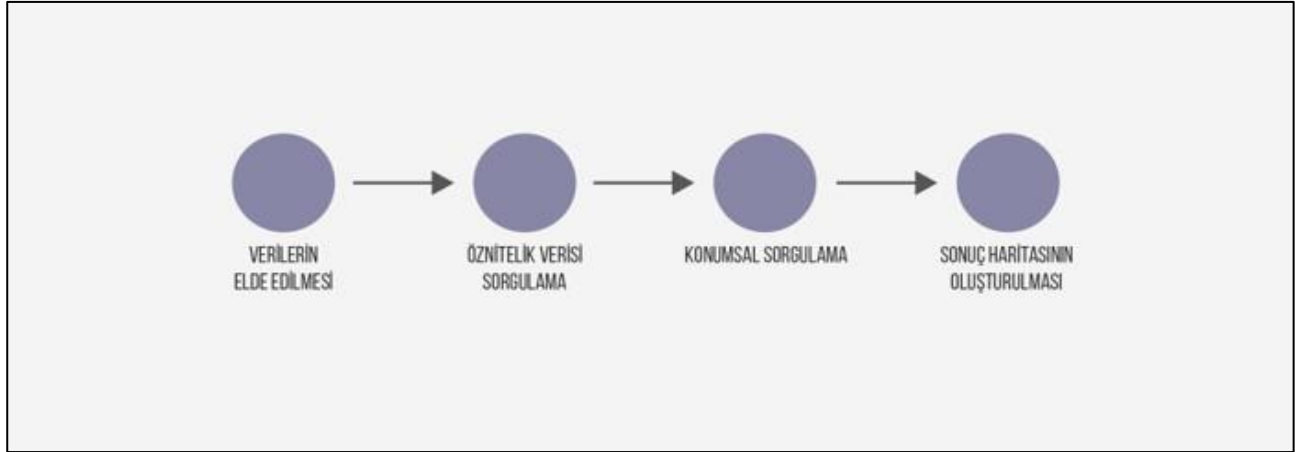 VERİLERİN
ELDE EDİLMESİ
ÖZNİTELİK VERİSİ
SORGULAMA
KONUMSAL SORGULAMA
SONUÇ HARİTASININ
OLUŞTURULMASI